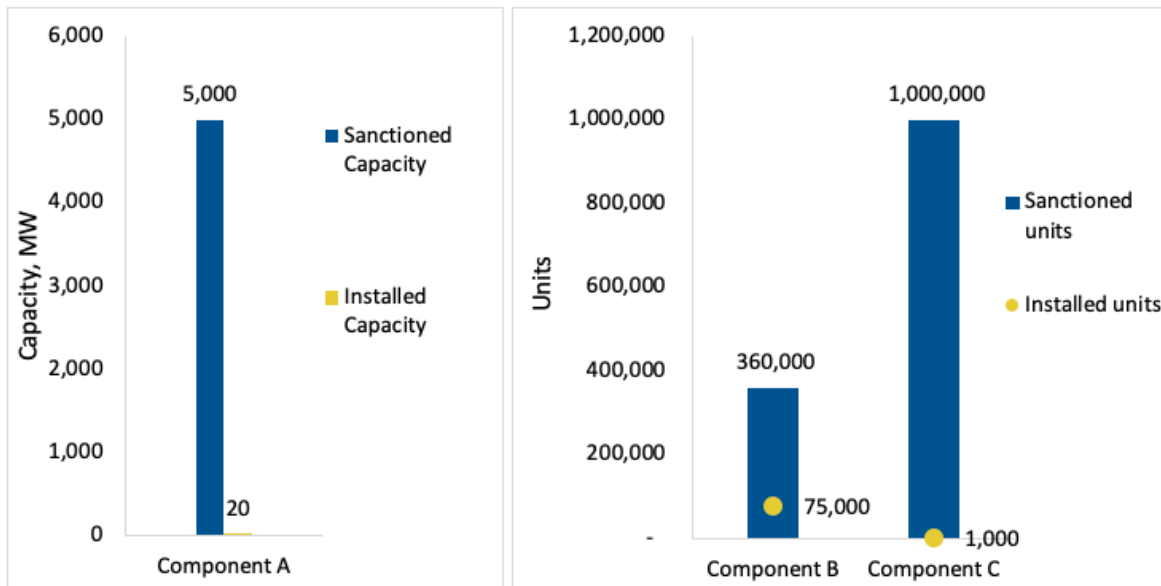 6,000
5,000
4,000
3,000
2,000
1,000
0
Capacity, MW
5,000
20
Component A
Sanctioned
Capacity
Installed
Capacity
1,200,000
1,000,000
800,000
600,000
400,000
200,000
-
Units
360,000
75,000
1,000,000
1,000
Component B
Component C
Sanctioned
units
Installed units